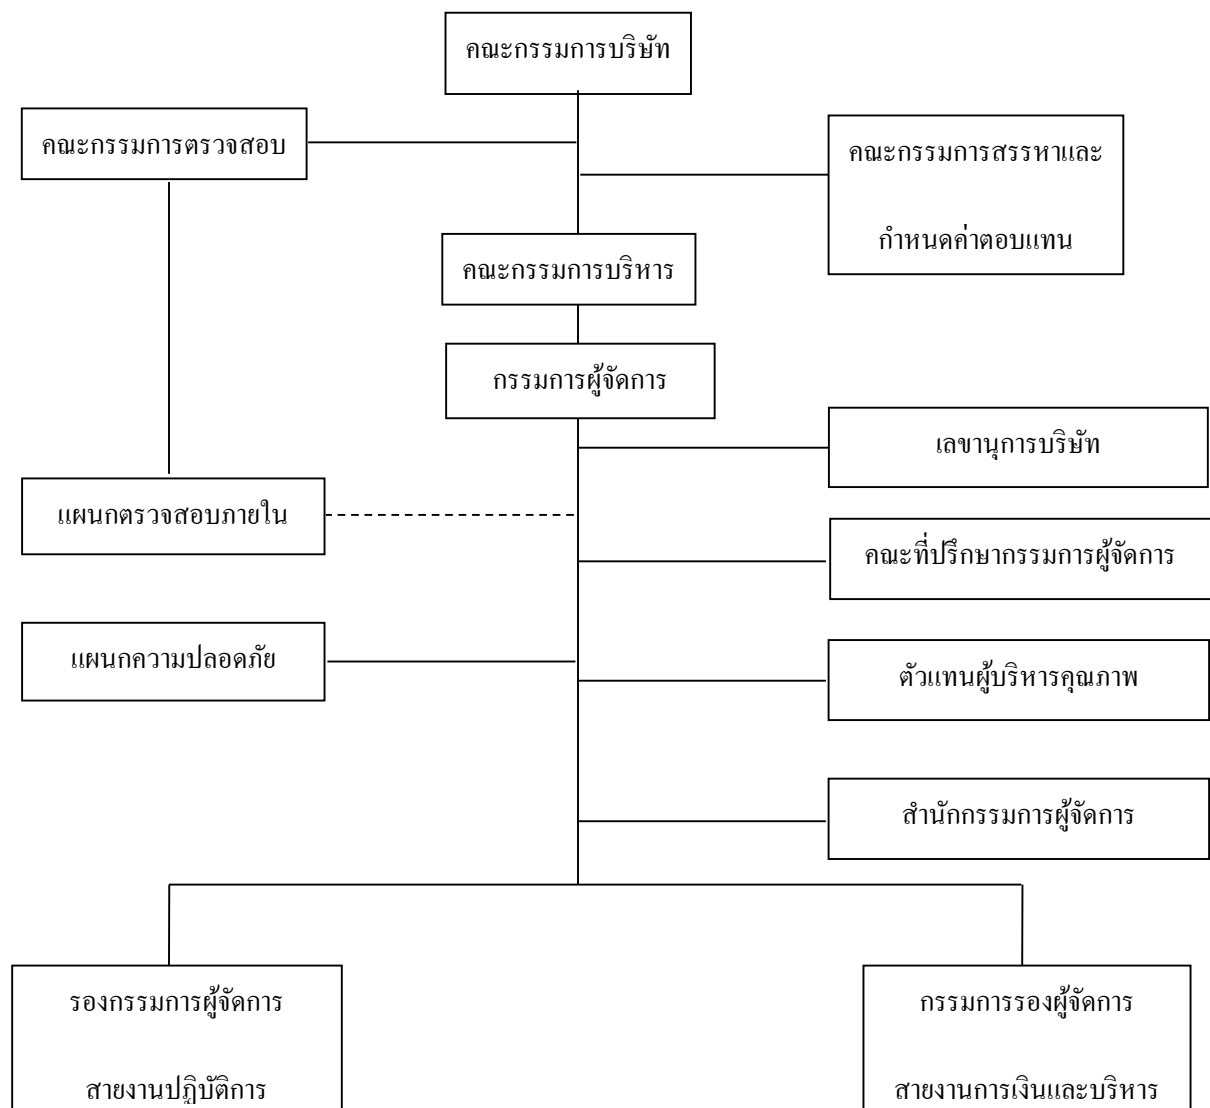 คณะกรรมการบริษัท
คณะกรรมการตรวจสอบ
คณะกรรมการสรรหาและ
กำหนดค่าตอบแทน
คณะกรรมการบริหาร
กรรมการผู้จัดการ
เลขานุการบริษัท
แผนกตรวจสอบภายใน
คณะที่ปรึกษากรรมการผู้จัดการ
แผนกความปลอดภัย
ตัวแทนผู้บริหารคุณภาพ
สำนักกรรมการผู้จัดการ
รองกรรมการผู้จัดการ
สายงานปฏิบัติการ
กรรมการรองผู้จัดการ
สายงานการเงินและบริหาร